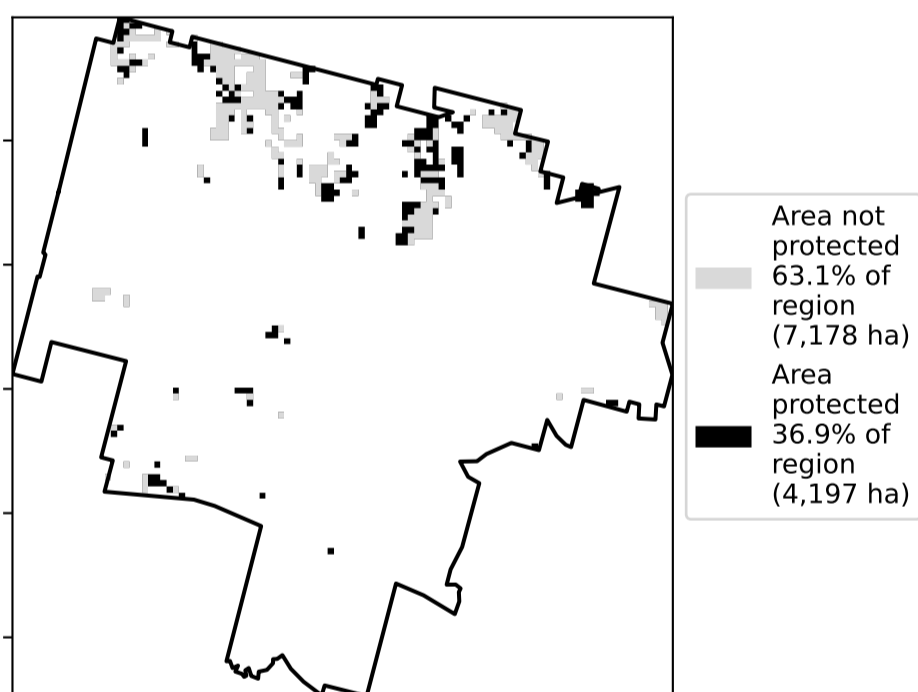 Area not
protected
63.1% of
region
(7,178 ha)
Area
protected
36.9% of
region
(4,197 ha)